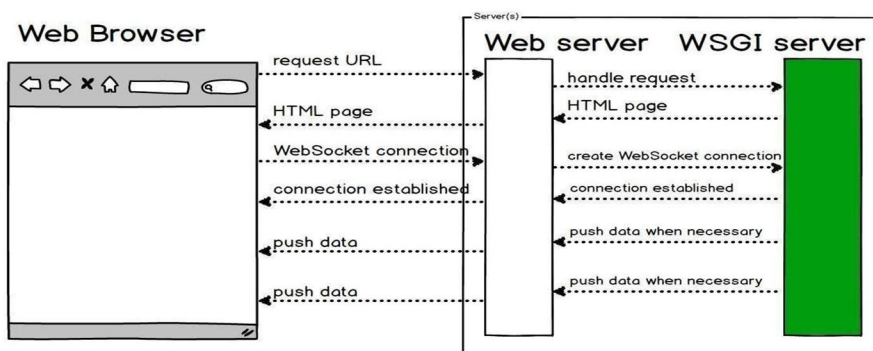 Server(s)
Web Browser
Web server
WSGI server
request URL
handle request
HTML page
HTML page
WebSocket connection
create WebSocket connection
connection established
connection established
push data
push data when necessary
push data
push data when necessary